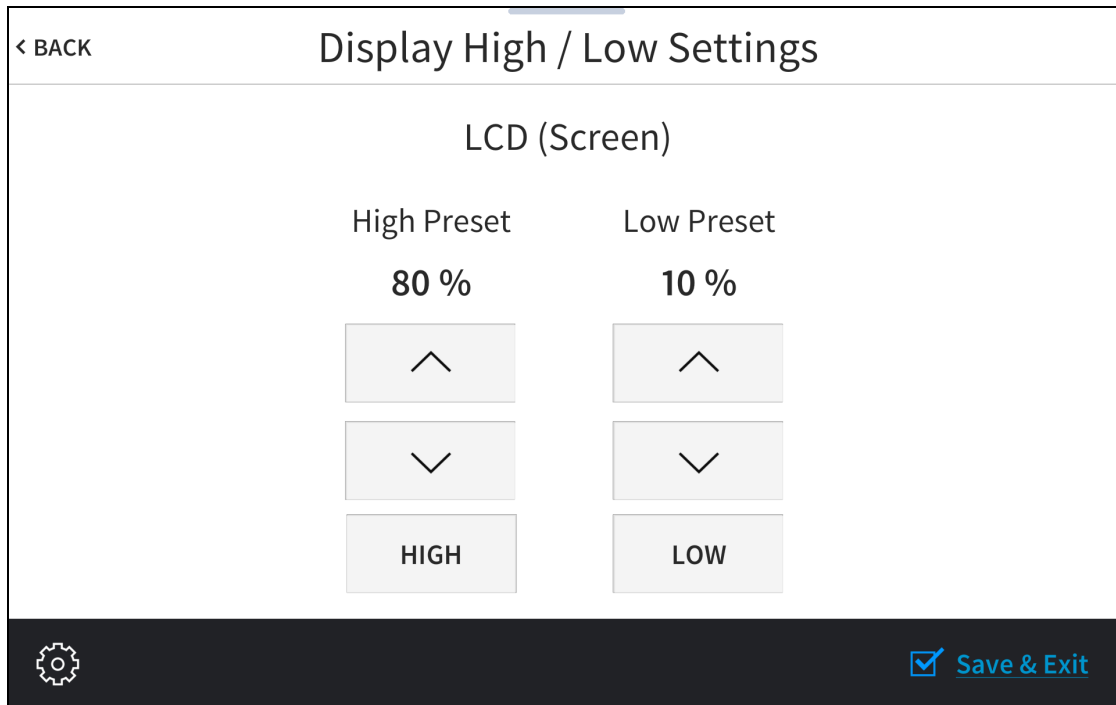 < BACK
Display High / Low Settings
LCD (Screen)
High Preset Low Preset
80 % 10 %
HIGH LOW
Save & Exit